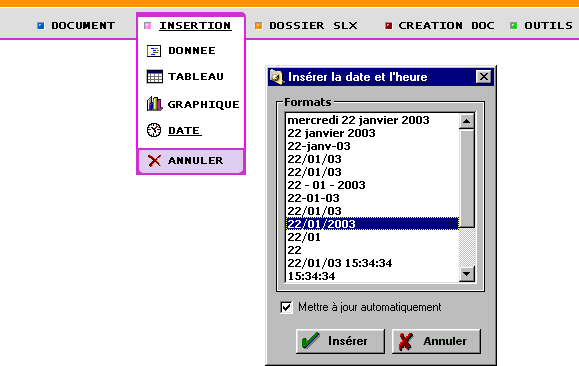 DOCUMENT INSERTION DOSSIER SLX CREATION DOC OUTILS
DONNEE
TABLEAU
GRAPHIQUE
DATE
ANNULER
Insérer la date et l'heure
Formats
mercredi 22 janvier 2003
22 janvier 2003
22-janv-03
22/01/03
22/01/03
22 - 01 - 2003
22-01-03
22/01/03
22/01/2003
22/01
22
22/01/03 15:34:34
15:34:34
Mettre à jour automatiquement
Insérer Annuler